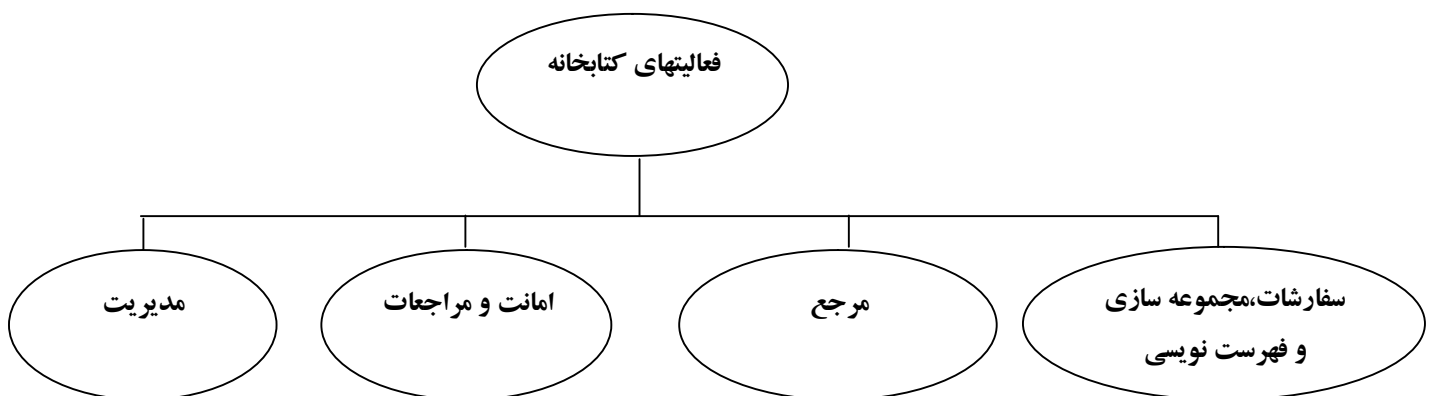 فعالیتهای کتابخانه
سفارشات،مجموعه سازی
و فهرست نویسی
مرجع
امانت و مراجعات
مدیریت